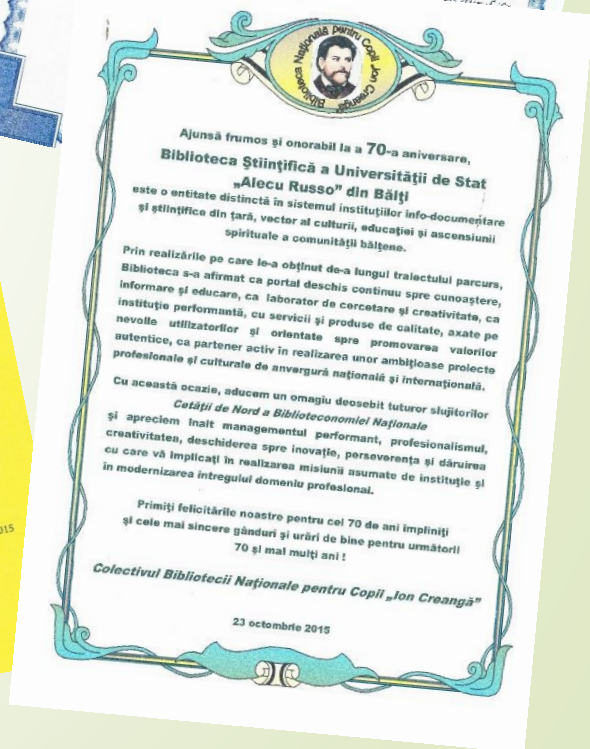 Biblioteca Națională pentru Copii „Ion Creangă”
Ajunsă frumos și onorabil la a 70-a aniversare,
Biblioteca Științifică a Universității de Stat
„Alecu Russo” din Bălți
este o entitate distinctă în sistemul instituțiilor info-documentare
și științifice din țară, vector al culturii, educației și ascensiunii
spirituale a comunității bălțene.
Prin realizările pe care le-a obținut de-a lungul traiectului parcurs,
Biblioteca s-a afirmat ca portal deschis continuu spre cunoaștere,
informare și educare, ca laborator de cercetare și creativitate, ca
instituție performantă, cu servicii și produse de calitate, axate pe
nevoile utilizatorilor și orientate spre promovarea valorilor
autentice, ca partener activ în realizarea unor ambițioase proiecte
profesionale și culturale de anvergură națională și internațională.
Cu această ocazie, aducem un omagiu deosebit tuturor slujitorilor
Cetății de Nord a Biblioteconomiei Naționale
și apreciem înalt managementul performant, profesionalismul,
creativitatea, deschiderea spre inovație, perseverența și dăruirea
cu care vă implicați în realizarea misiunii asumate de instituție și
în modernizarea întregului domeniu profesional.
Primiți felicitările noastre pentru cei 70 de ani împliniți
și cele mai sincere gânduri și urări de bine pentru următorii
70 și mai mulți ani !
Colectivul Bibliotecii Naționale pentru Copii „Ion Creangă”
23 octombrie 2015
015